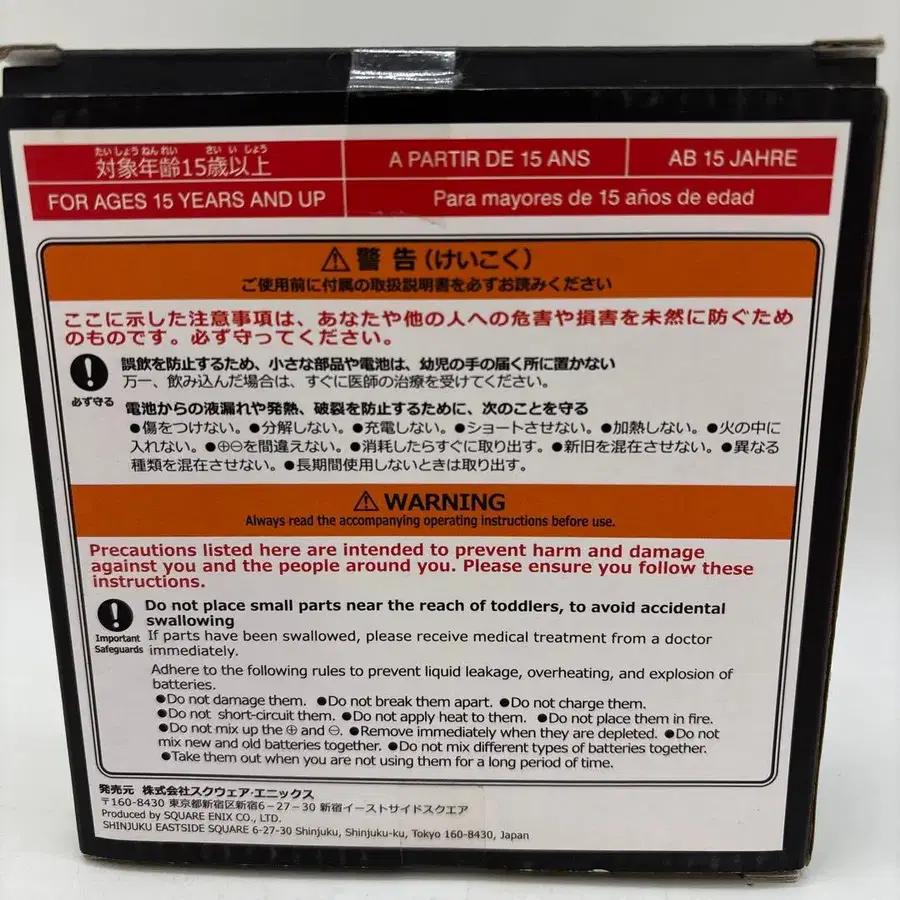 たい しょう ねん れい さい い じょう
対象年齢15歳以上
A PARTIR DE 15 ANS
AB 15 JAHRE
FOR AGES 15 YEARS AND UP
Para mayores de 15 años de edad
⚠ 警 告 (けいこく)
ご使用前に付属の取扱説明書を必ずお読みください
ここに示した注意事項は、あなたや他の人への危害や損害を未然に防ぐため
のものです。必ず守ってください。
誤飲を防止するため、小さな部品や電池は、幼児の手の届く所に置かない
万一、飲み込んだ場合は、すぐに医師の治療を受けてください。
必ず守る
電池からの液漏れや発熱、破裂を防止するために、次のことを守る
●傷をつけない。●分解しない。●充電しない。●ショートさせない。●加熱しない。●火の中に
入れない。●⊕⊖を間違えない。●消耗したらすぐに取り出す。●新旧を混在させない。●異なる
種類を混在させない。●長期間使用しないときは取り出す。
⚠ WARNING
Always read the accompanying operating instructions before use.
Precautions listed here are intended to prevent harm and damage
against you and the people around you. Please ensure you follow these
instructions.
Do not place small parts near the reach of toddlers, to avoid accidental
swallowing
Important
Safeguards
If parts have been swallowed, please receive medical treatment from a doctor
immediately.
Adhere to the following rules to prevent liquid leakage, overheating, and explosion of
batteries.
●Do not damage them. ●Do not break them apart. ●Do not charge them.
●Do not short-circuit them. ●Do not apply heat to them. ●Do not place them in fire.
●Do not mix up the ⊕ and ⊖. ●Remove immediately when they are depleted. ●Do not
mix new and old batteries together. ●Do not mix different types of batteries together.
●Take them out when you are not using them for a long period of time.
発売元 株式会社スクウェア・エニックス
〒160-8430 東京都新宿区新宿6-27-30 新宿イーストサイドスクエア
Produced by SQUARE ENIX CO., LTD.
SHINJUKU EASTSIDE SQUARE 6-27-30 Shinjuku, Shinjuku-ku, Tokyo 160-8430, Japan